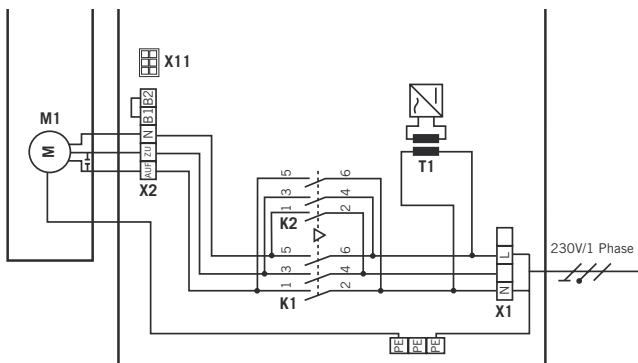 X11
M1
M
B1 B2
N
ZU
AUF
X2
T1
5 6
3 4
1 2
K2
5 6
3 4
1 2
K1
L
N
X1
230V/1 Phase
PE PE PE